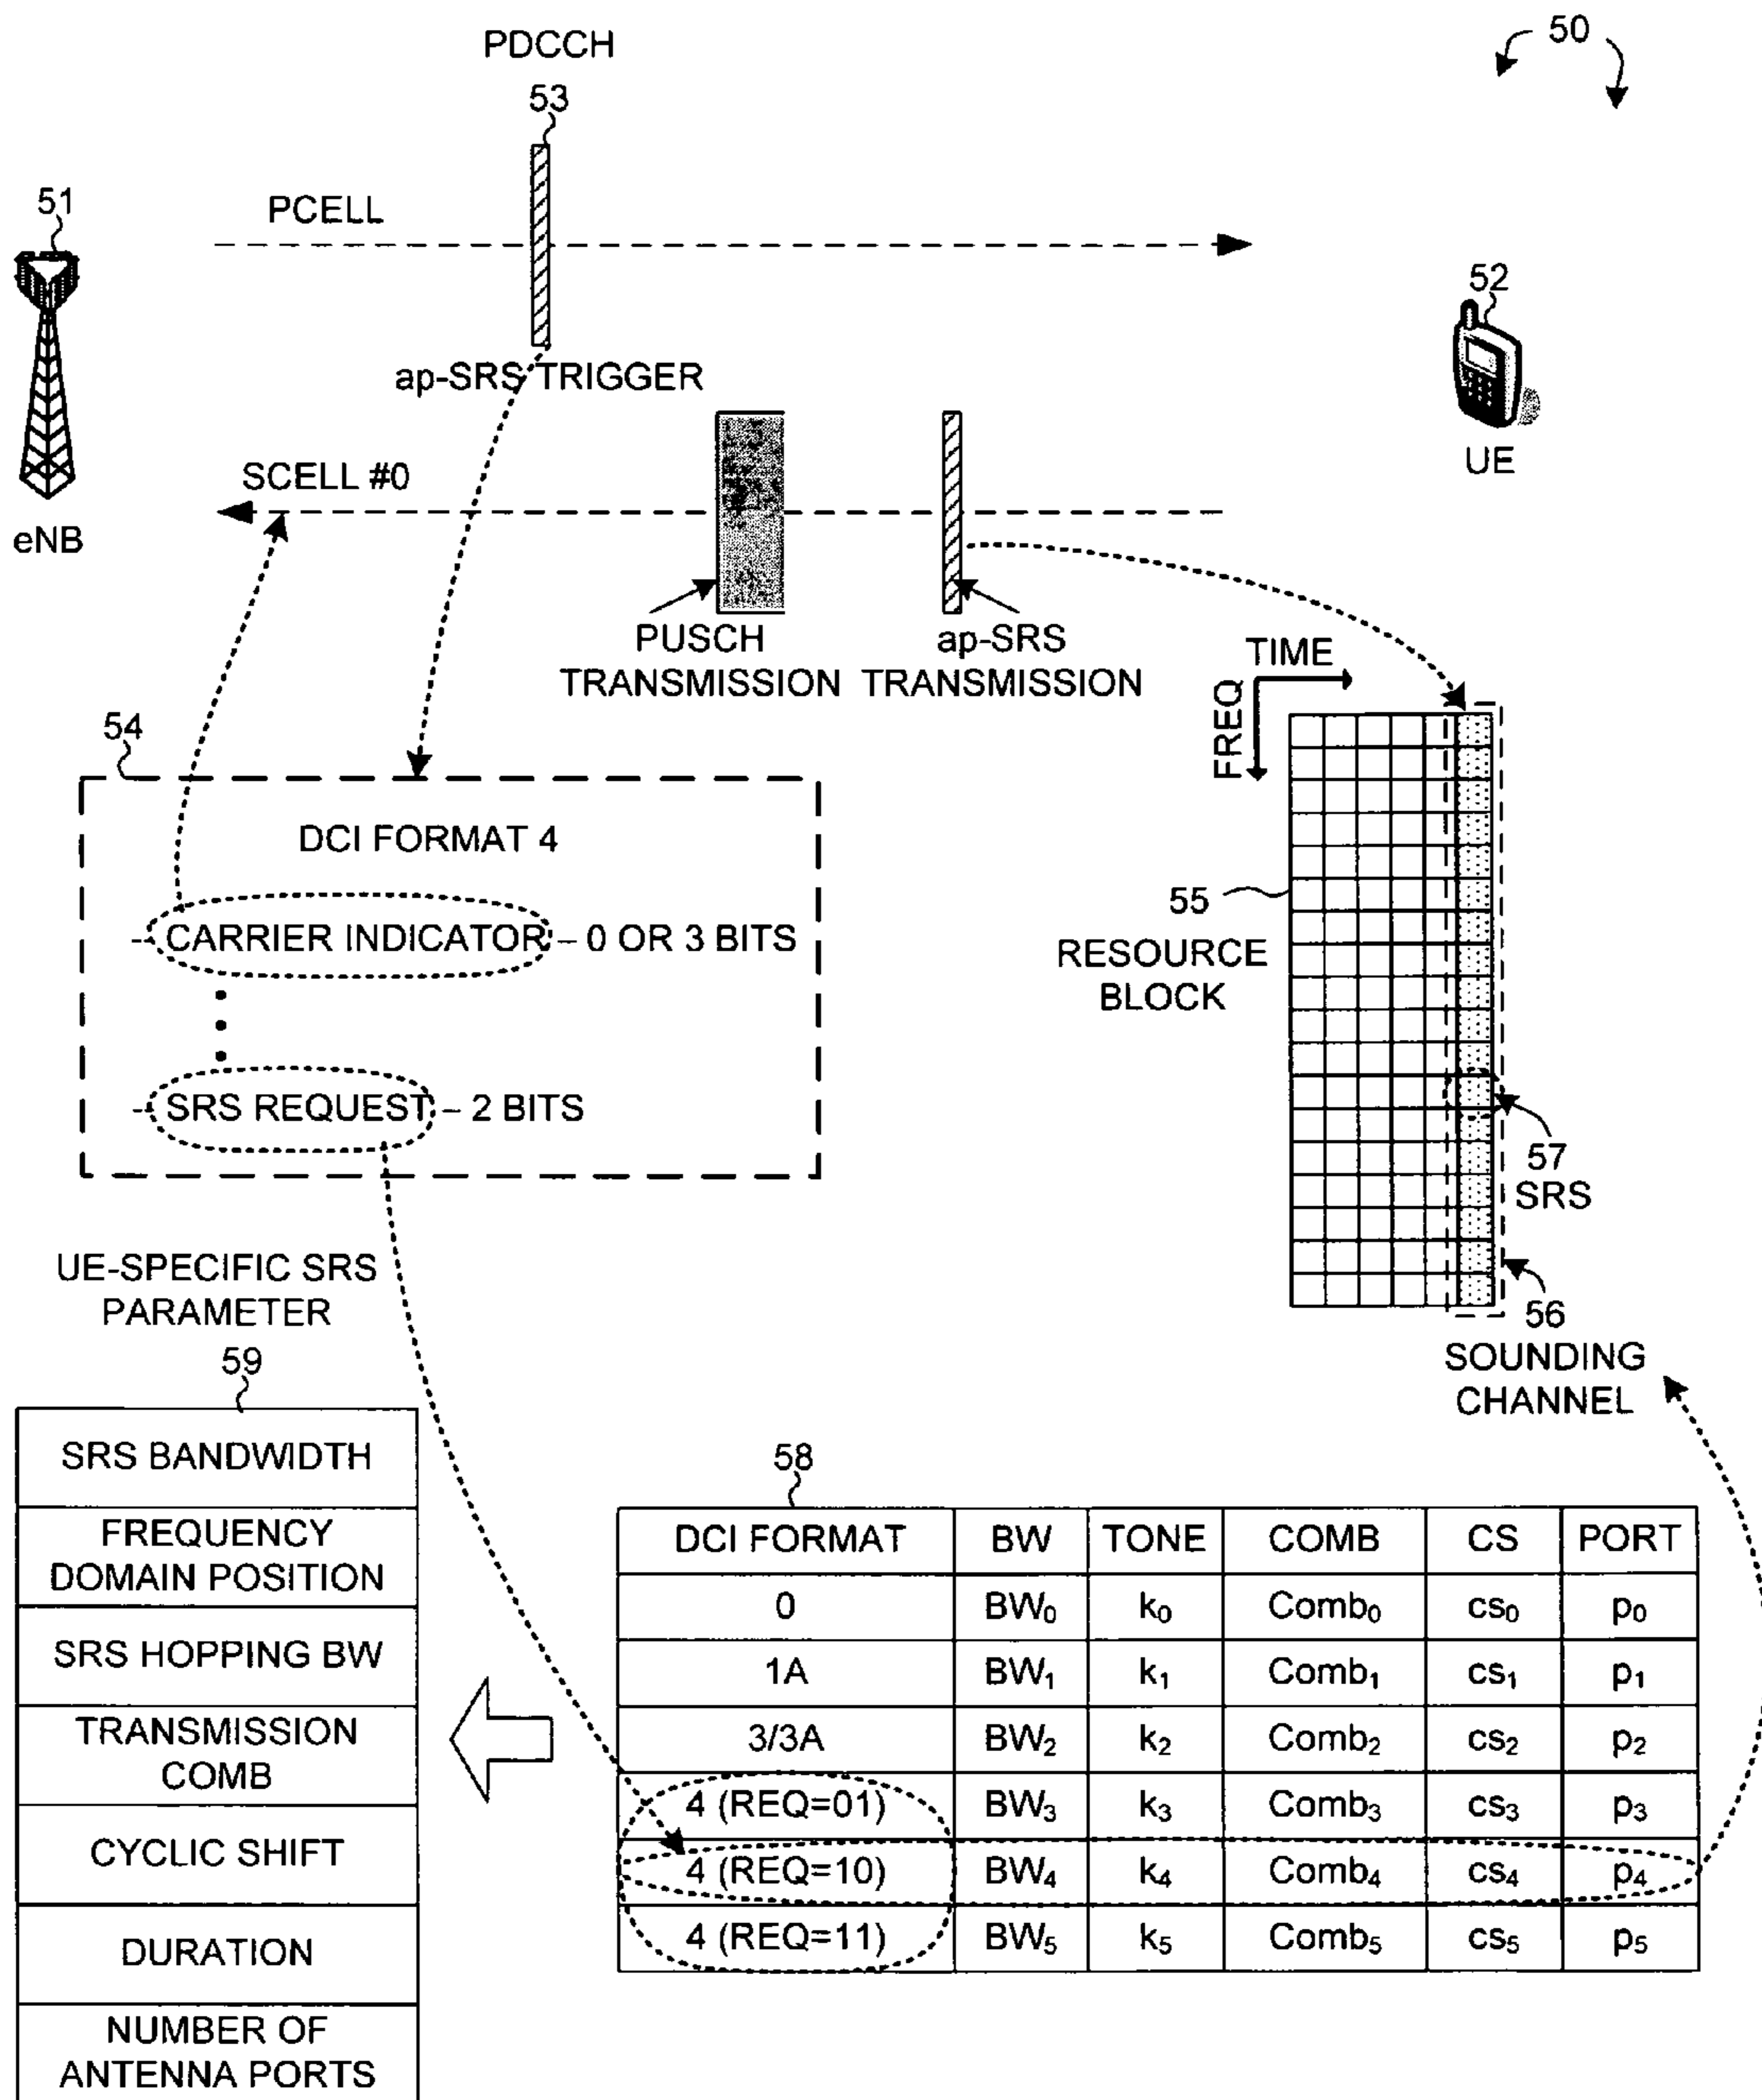 50
PDCCH
53
51
PCELL
52
ap-SRS TRIGGER
UE
SCELL #0
eNB
PUSCH
TRANSMISSION
ap-SRS
TRANSMISSION
TIME
FREQ
54
DCI FORMAT 4
-- CARRIER INDICATOR – 0 OR 3 BITS
-- SRS REQUEST – 2 BITS
55
RESOURCE
BLOCK
57
SRS
56
SOUNDING
CHANNEL
UE-SPECIFIC SRS
PARAMETER
59
SRS BANDWIDTH
FREQUENCY
DOMAIN POSITION
SRS HOPPING BW
TRANSMISSION
COMB
CYCLIC SHIFT
DURATION
NUMBER OF
ANTENNA PORTS
58
DCI FORMAT BW TONE COMB CS PORT
0 BW₀ k₀ Comb₀ cs₀ p₀
1A BW₁ k₁ Comb₁ cs₁ p₁
3/3A BW₂ k₂ Comb₂ cs₂ p₂
4 (REQ=01) BW₃ k₃ Comb₃ cs₃ p₃
4 (REQ=10) BW₄ k₄ Comb₄ cs₄ p₄
4 (REQ=11) BW₅ k₅ Comb₅ cs₅ p₅